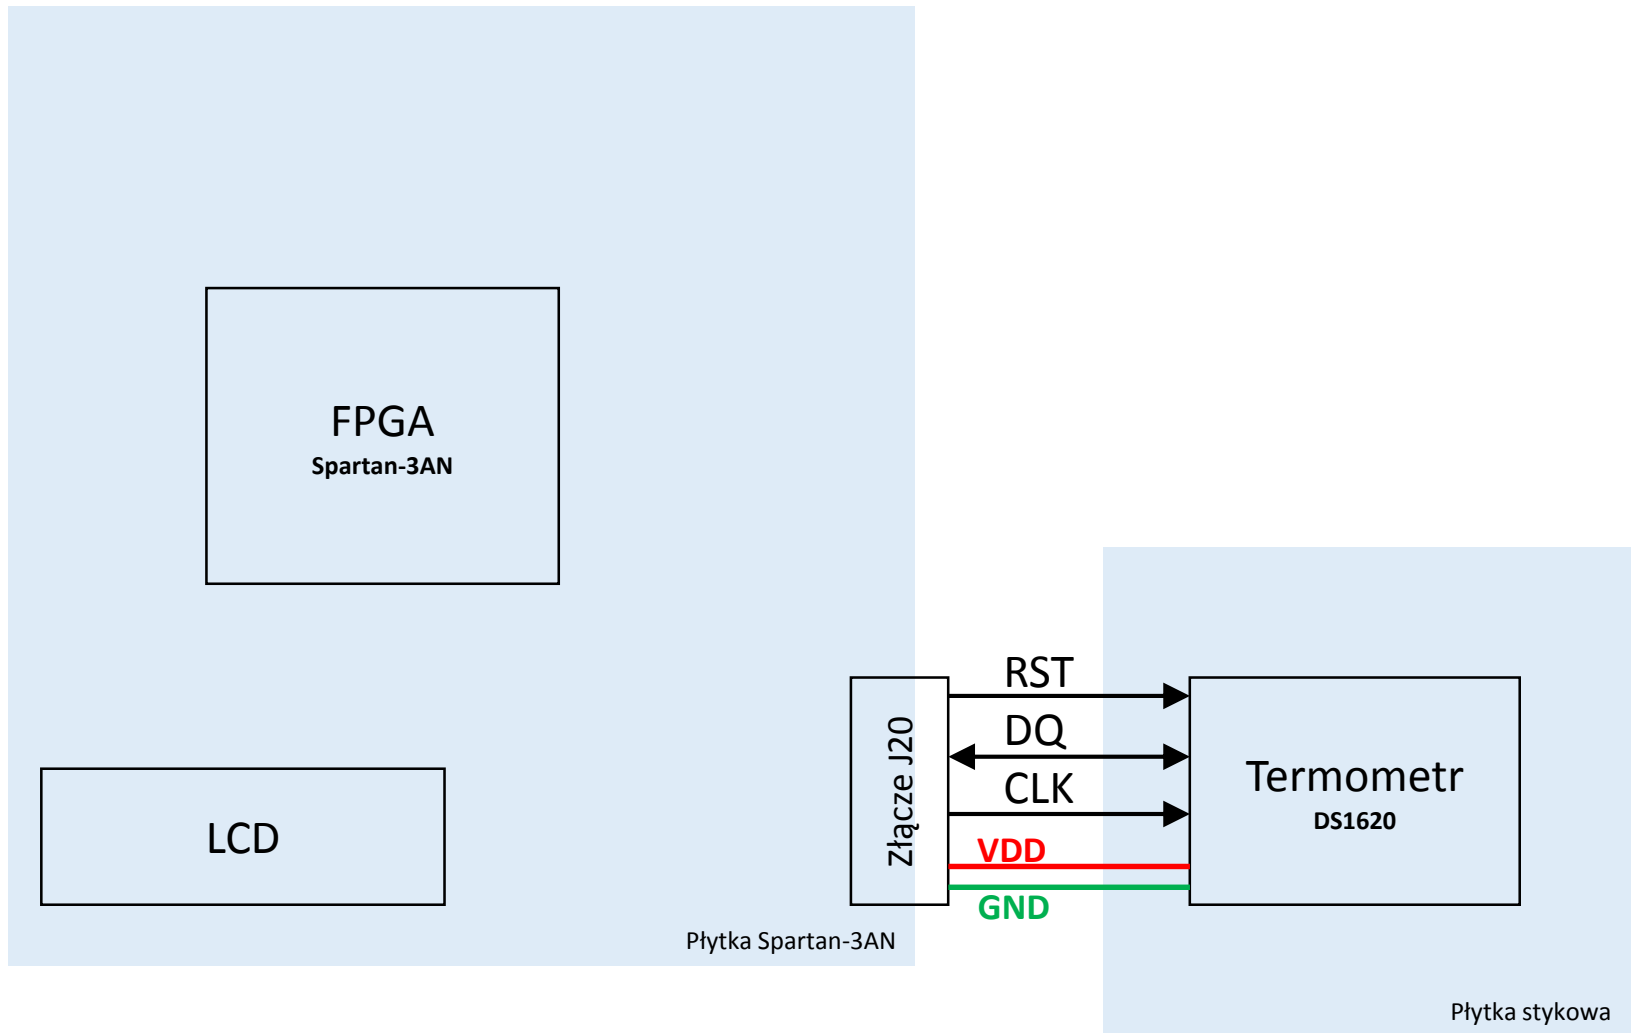 FPGA
Spartan-3AN
LCD
Płytka Spartan-3AN
Złącze J20
RST
DQ
CLK
VDD
GND
Termometr
DS1620
Płytka stykowa